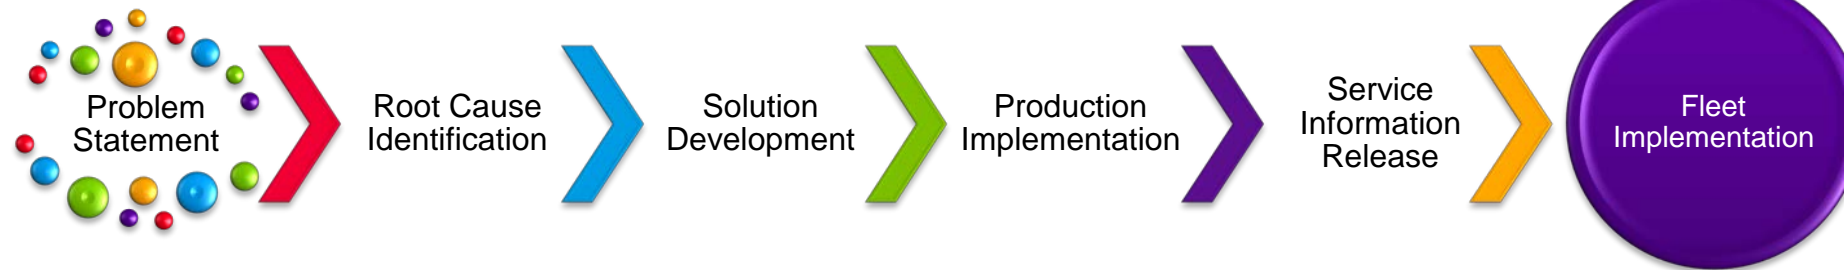 Problem
Statement
Root Cause
Identification
Solution
Development
Production
Implementation
Service
Information
Release
Fleet
Implementation